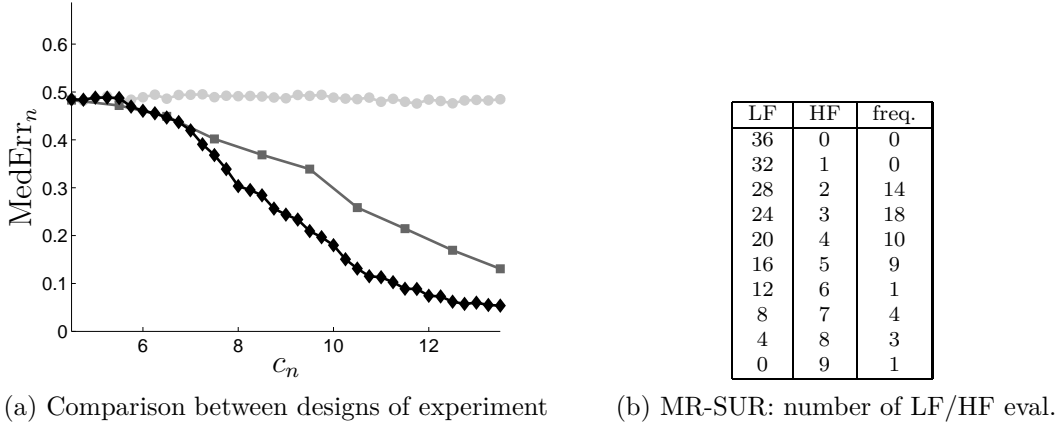 0.6
0.5
0.4
0.3
0.2
0.1
0
MedErr_n
6 8 10 12
c_n
(a) Comparison between designs of experiment
LF HF freq.
36 0 0
32 1 0
28 2 14
24 3 18
20 4 10
16 5 9
12 6 1
8 7 4
4 8 3
0 9 1
(b) MR-SUR: number of LF/HF eval.